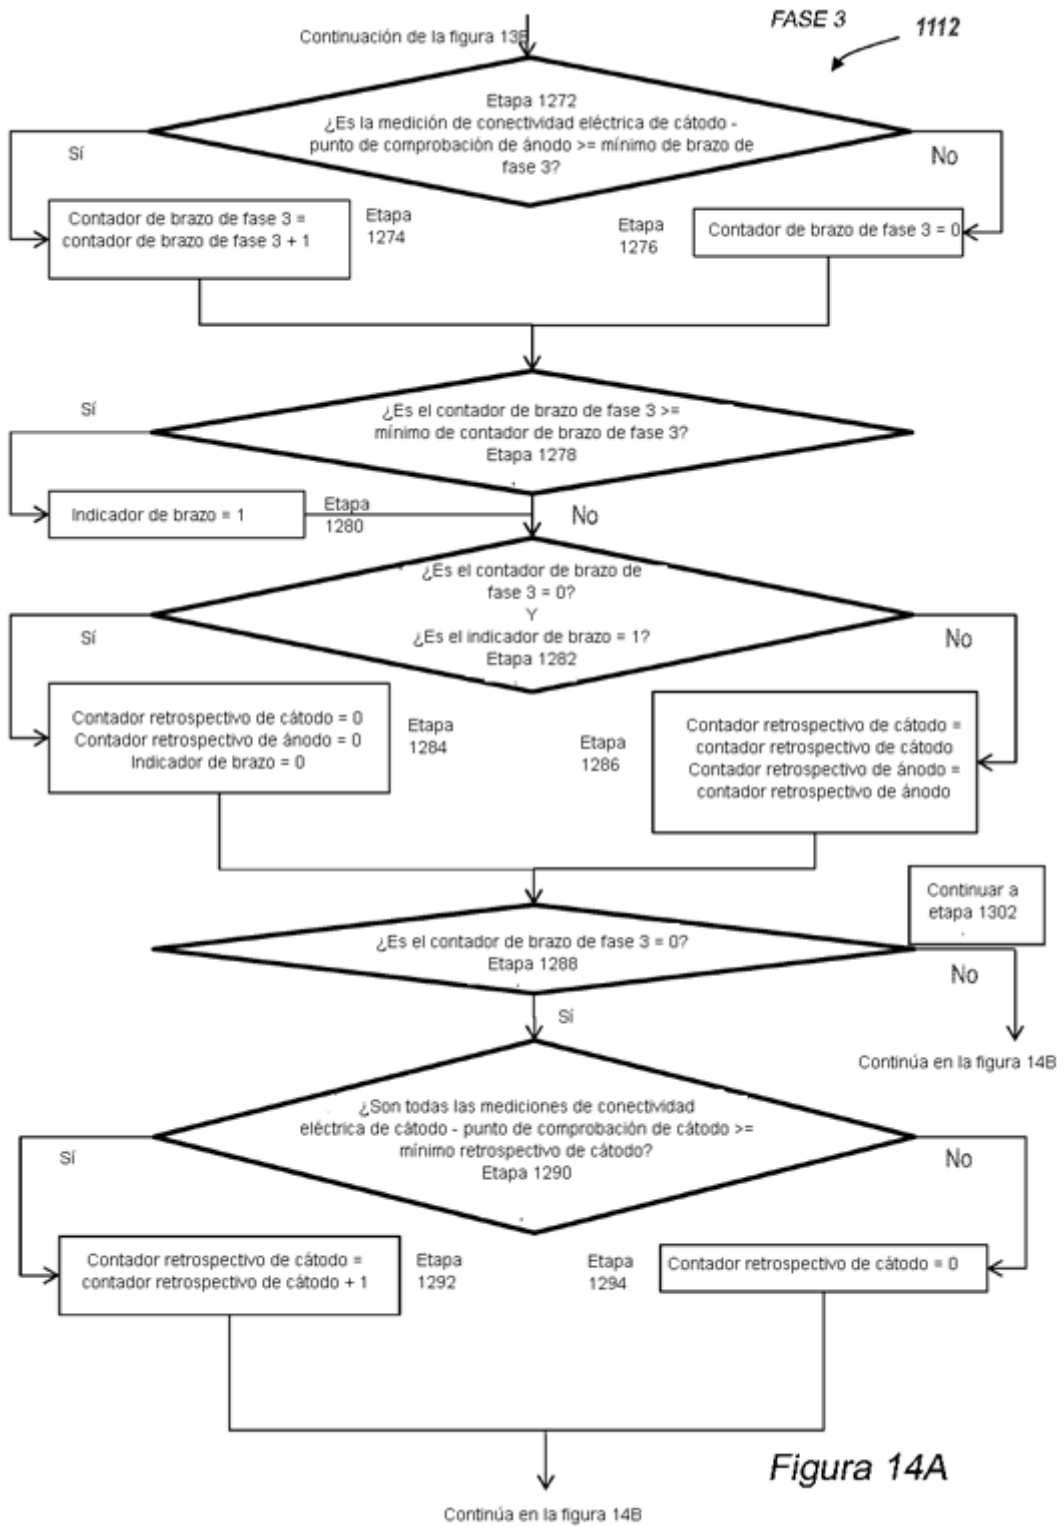 FASE 3
1112
Continuación de la figura 13B
Etapa 1272
¿Es la medición de conectividad eléctrica de cátodo -
punto de comprobación de ánodo >= mínimo de brazo de
fase 3?
Sí
No
Contador de brazo de fase 3 =
contador de brazo de fase 3 + 1
Etapa
1274
Etapa
1276
Contador de brazo de fase 3 = 0
Sí
¿Es el contador de brazo de fase 3 >=
mínimo de contador de brazo de fase 3?
Etapa 1278
Indicador de brazo = 1
Etapa
1280
No
¿Es el contador de brazo de
fase 3 = 0?
Y
¿Es el indicador de brazo = 1?
Etapa 1282
Sí
No
Contador retrospectivo de cátodo = 0
Contador retrospectivo de ánodo = 0
Indicador de brazo = 0
Etapa
1284
Etapa
1286
Contador retrospectivo de cátodo =
contador retrospectivo de cátodo
Contador retrospectivo de ánodo =
contador retrospectivo de ánodo
Continuar a
etapa 1302
¿Es el contador de brazo de fase 3 = 0?
Etapa 1288
No
Sí
Continúa en la figura 14B
¿Son todas las mediciones de conectividad
eléctrica de cátodo - punto de comprobación de cátodo >=
mínimo retrospectivo de cátodo?
Etapa 1290
Sí
No
Contador retrospectivo de cátodo =
contador retrospectivo de cátodo + 1
Etapa
1292
Etapa
1294
Contador retrospectivo de cátodo = 0
Figura 14A
Continúa en la figura 14B